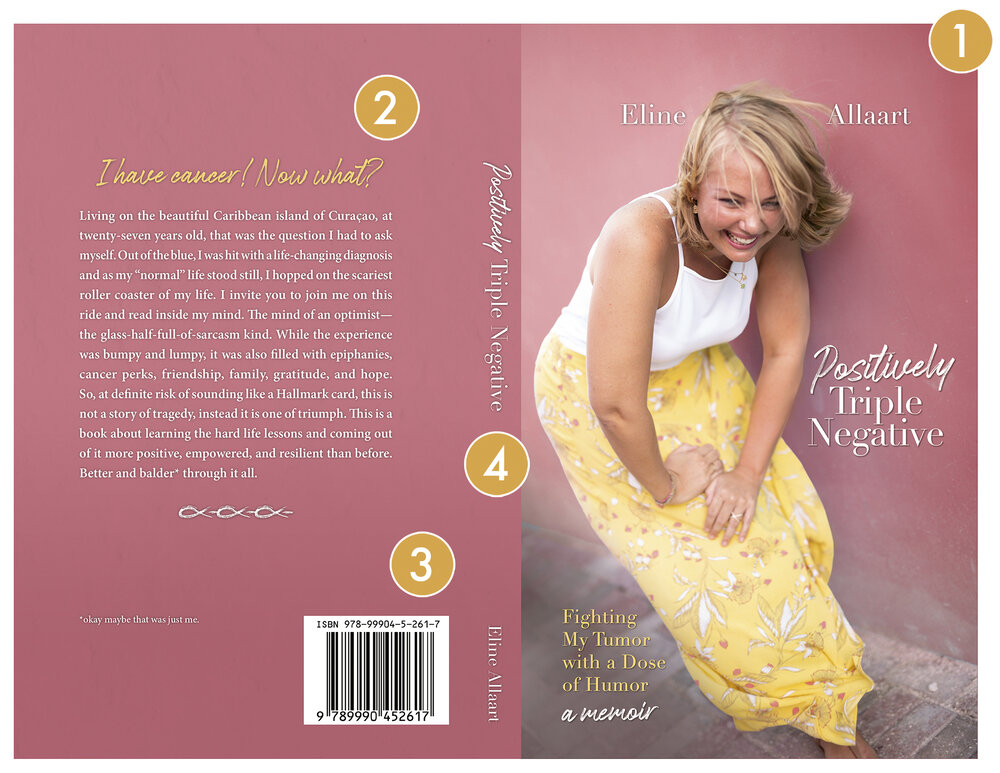 1
2
I have cancer! Now what?
Living on the beautiful Caribbean island of Curaçao, at
twenty-seven years old, that was the question I had to ask
myself. Out of the blue, I was hit with a life-changing diagnosis
and as my “normal” life stood still, I hopped on the scariest
roller coaster of my life. I invite you to join me on this
ride and read inside my mind. The mind of an optimist—
the glass-half-full-of-sarcasm kind. While the experience
was bumpy and lumpy, it was also filled with epiphanies,
cancer perks, friendship, family, gratitude, and hope.
So, at definite risk of sounding like a Hallmark card, this is
not a story of tragedy, instead it is one of triumph. This is a
book about learning the hard life lessons and coming out
of it more positive, empowered, and resilient than before.
Better and balder* through it all.
3
*okay maybe that was just me.
ISBN 978-99904-5-261-7
9 789990 452617
Positively Triple Negative
4
Eline Allaart
Eline Allaart
Positively
Triple
Negative
Fighting
My Tumor
with a Dose
of Humor
a memoir